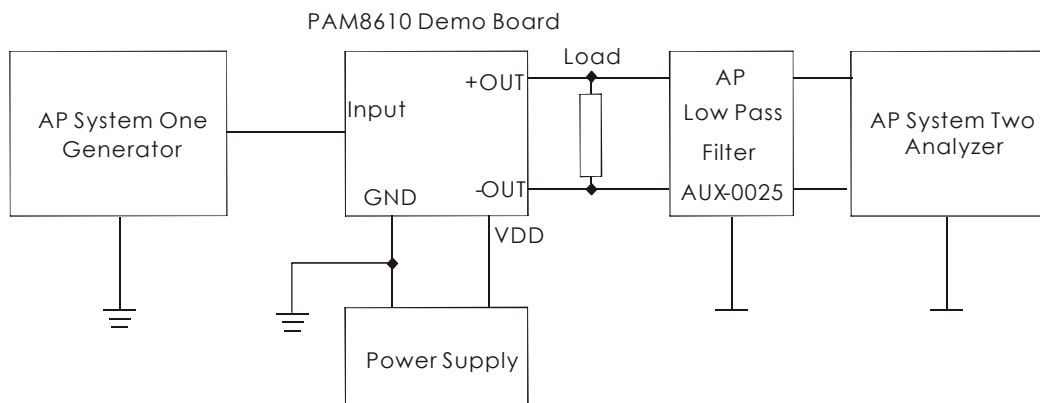 PAM8610 Demo Board
AP System One
Generator
Input
+OUT
-OUT
GND
VDD
Load
AP
Low Pass
Filter
AUX-0025
AP System Two
Analyzer
Power Supply